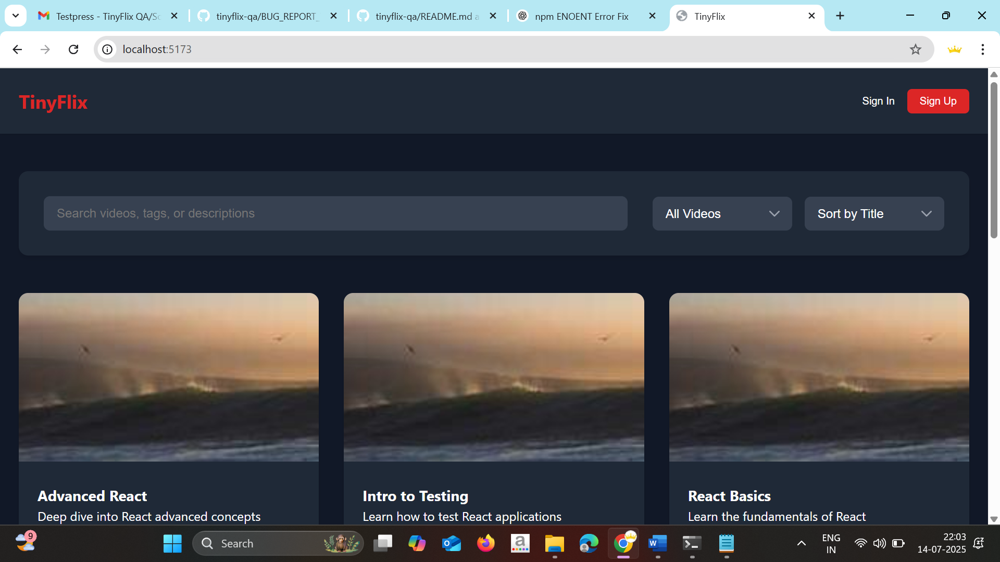 Testpress - TinyFlix QA/Sc
tinyflix-qa/BUG_REPORT_
tinyflix-qa/README.md a
npm ENOENT Error Fix
TinyFlix
localhost:5173
TinyFlix
Sign In
Sign Up
Search videos, tags, or descriptions
All Videos
Sort by Title
Advanced React
Deep dive into React advanced concepts
Intro to Testing
Learn how to test React applications
React Basics
Learn the fundamentals of React
9
Search
ENG
IN
22:03
14-07-2025